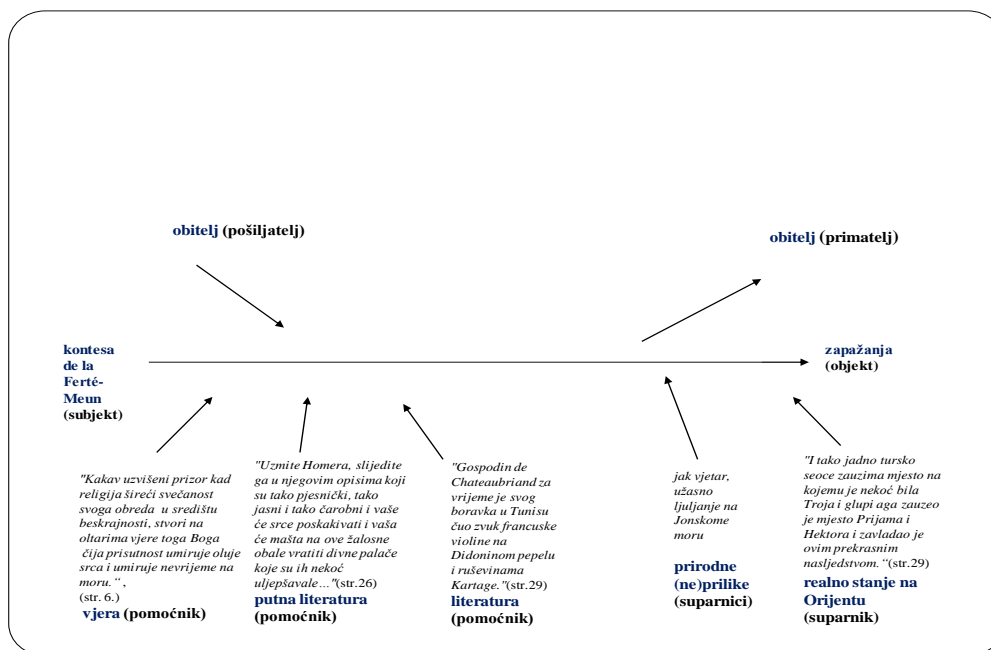 obitelj (pošiljatelj)
obitelj (primatelj)
kontesa
de la
Ferté-
Meun
(subjekt)
zapažanja
(objekt)
"Kakav uzvišeni prizor kad
religija šireći svečanost
svoga obreda u središtu
beskrajnosti, stvori na
oltarima vjere toga Boga
čija prisutnost umiruje oluje
srca i umiruje nevrijeme na
moru.“ ,
(str. 6.)
vjera (pomoćnik)
"Uzmite Homera, slijedite
ga u njegovim opisima koji
su tako pjesnički, tako
jasni i tako čarobni i vaše
će srce poskakivati i vaša
će mašta na ove žalosne
obale vratiti divne palače
koje su ih nekoć
uljepšavale…"(str.26)
putna literatura
(pomoćnik)
"Gospodin de
Chateaubriand za
vrijeme je svog
boravka u Tunisu
čuo zvuk francuske
violine na
Didoninom pepelu
i ruševinama
Kartage."(str.29)
literatura
(pomoćnik)
jak vjetar,
užasno
ljuljanje na
Jonskome
moru
prirodne
(ne)prilike
(suparnici)
"I tako jadno tursko
seoce zauzima mjesto na
kojemu je nekoć bila
Troja i glupi aga zauzeo
je mjesto Prijama i
Hektora i zavladao je
ovim prekrasnim
nasljedstvom.“(str.29)
realno stanje na
Orijentu
(suparnik)